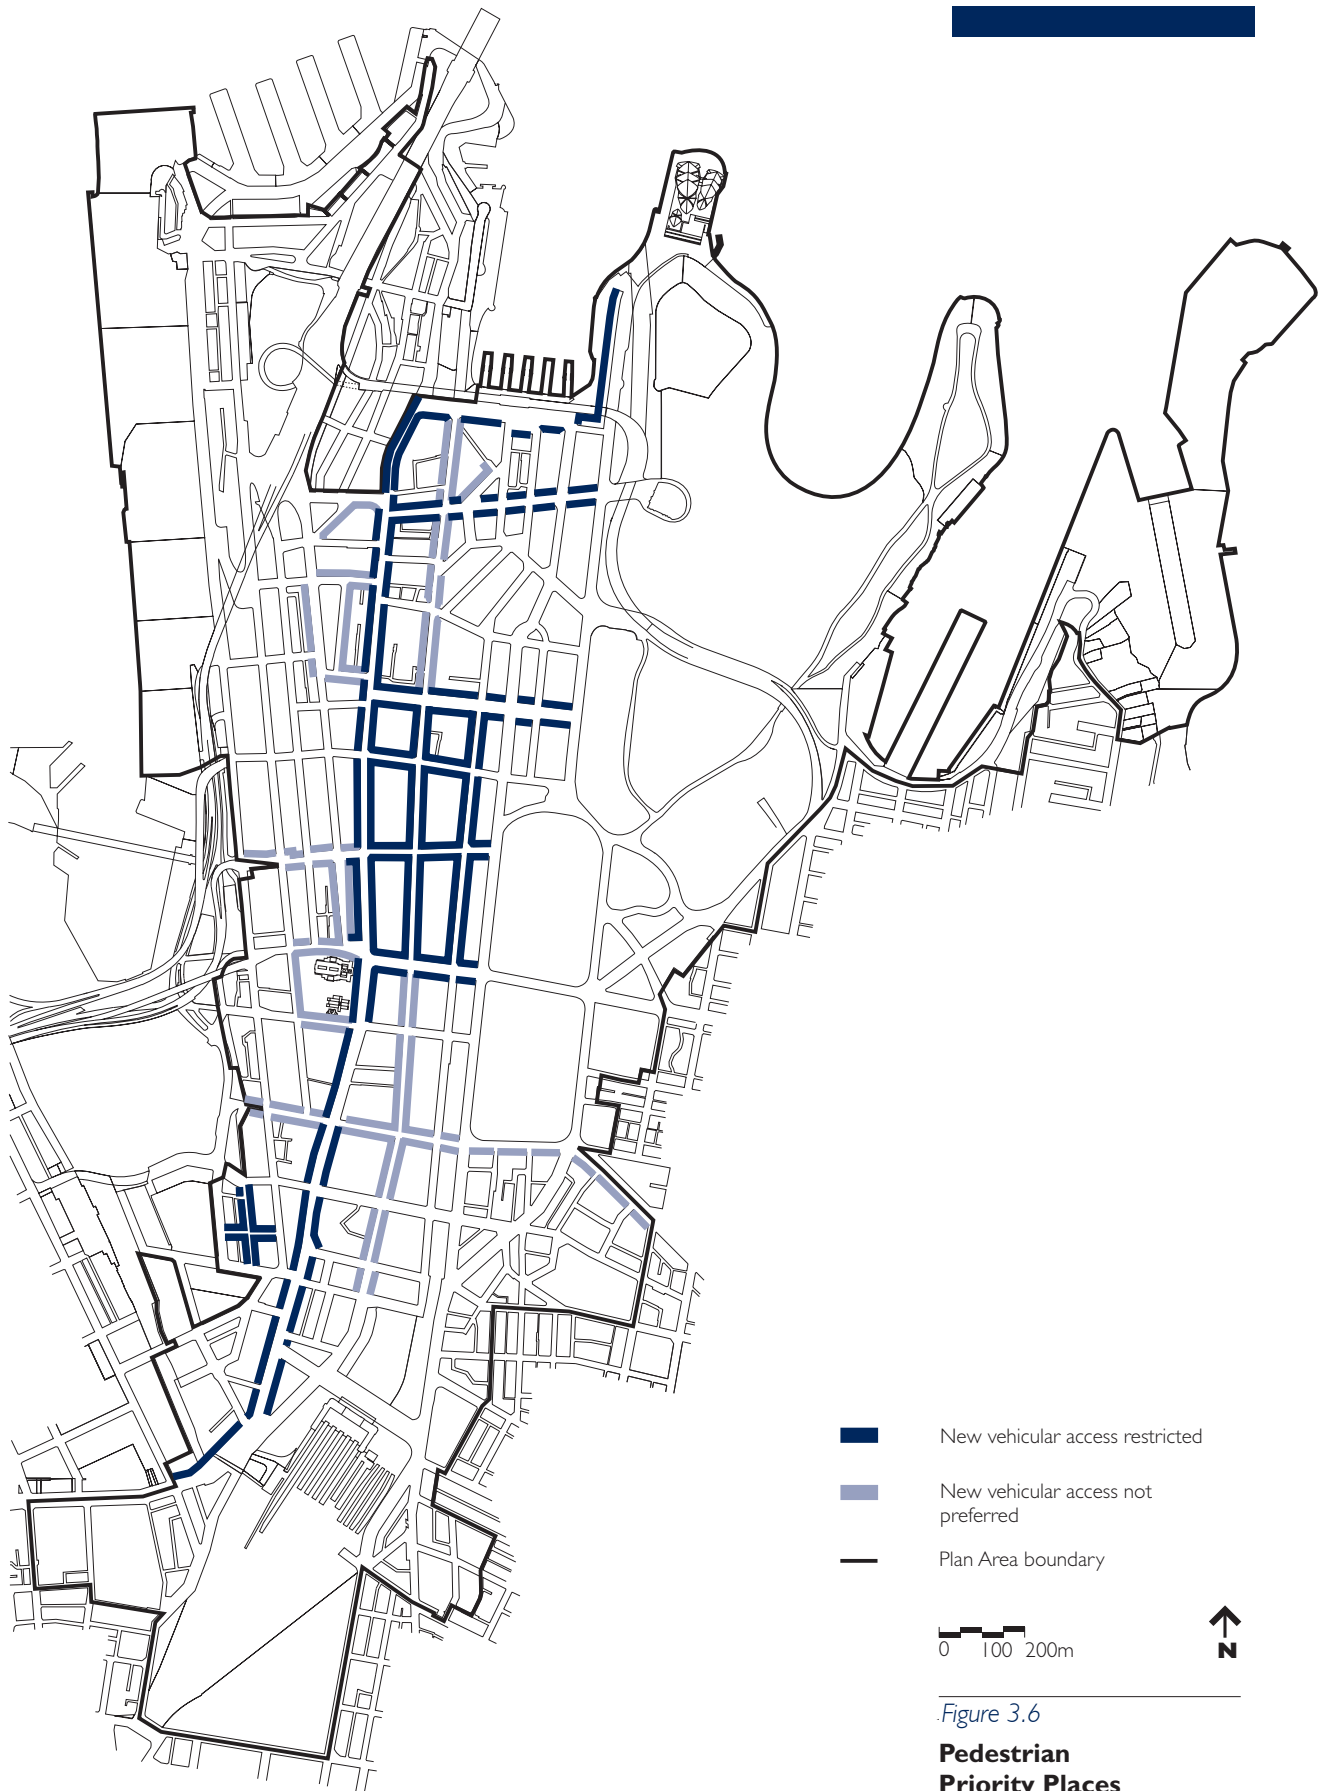 New vehicular access restricted
New vehicular access not
preferred
Plan Area boundary
0 100 200m
N
Figure 3.6
Pedestrian
Priority Places